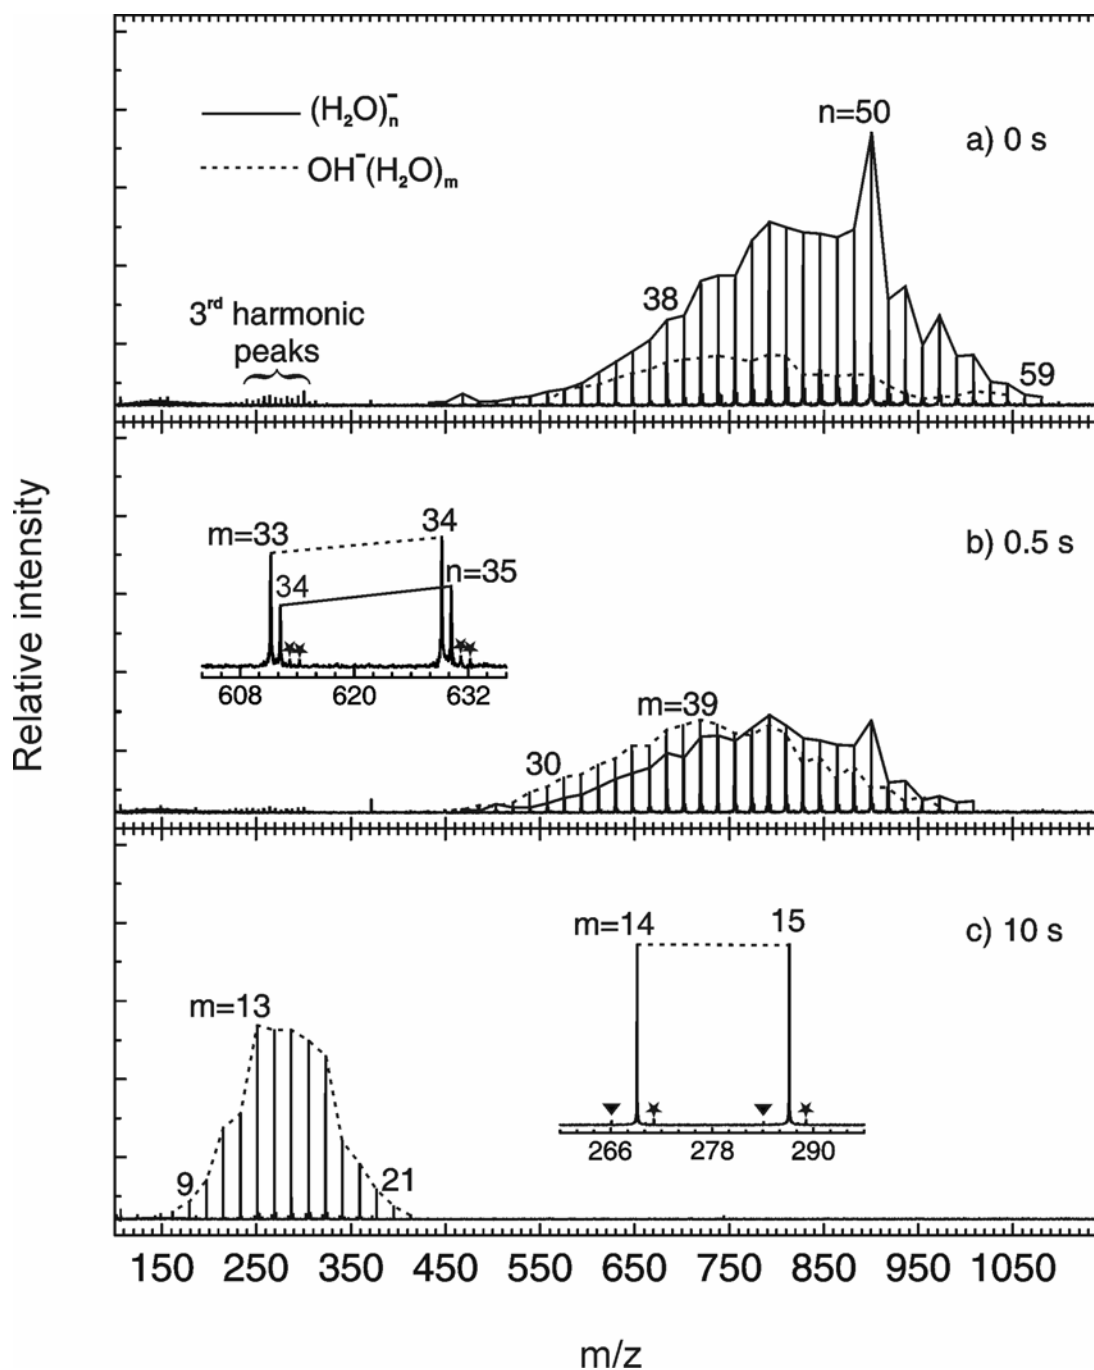 (H₂O)ₙ⁻
OH⁻(H₂O)ₘ
n=50
a) 0 s
38
3ʳᵈ harmonic
peaks
59
Relative intensity
m=33
34
34
n=35
b) 0.5 s
608 620 632
m=39
30
m=14
15
c) 10 s
m=13
266 278 290
9
21
150 250 350 450 550 650 750 850 950 1050
m/z